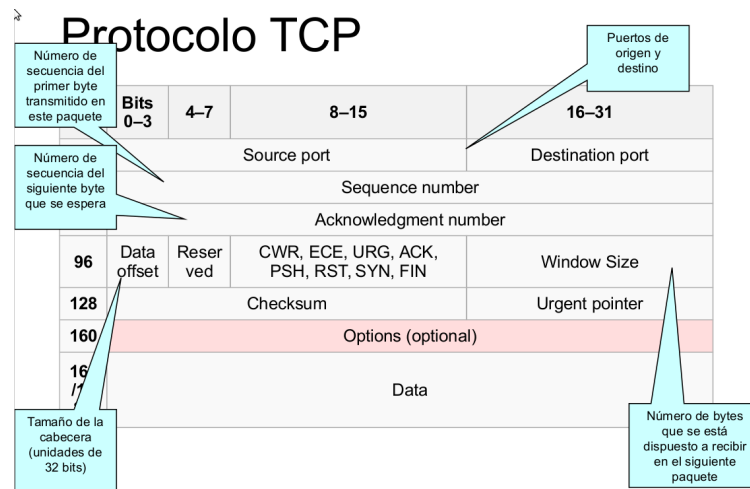 Protocolo TCP
Número de
secuencia del
primer byte
transmitido en
este paquete
Puertos de
origen y
destino
Bits
0–3
4–7
8–15
16–31
Source port
Destination port
Número de
secuencia del
siguiente byte
que se espera
Sequence number
Acknowledgment number
96
Data
offset
Reser
ved
CWR, ECE, URG, ACK,
PSH, RST, SYN, FIN
Window Size
128
Checksum
Urgent pointer
160
Options (optional)
Data
Tamaño de la
cabecera
(unidades de
32 bits)
Número de bytes
que se está
dispuesto a recibir
en el siguiente
paquete